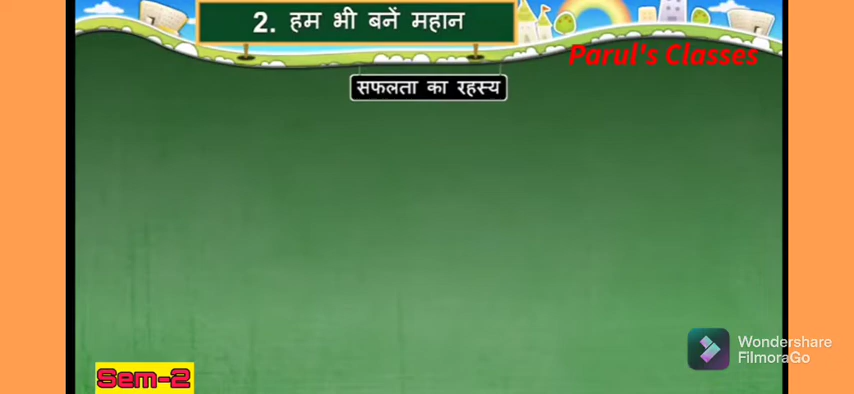 2. हम भी बनें महान
Parul's Classes
सफलता का रहस्य
Wondershare
FilmoraGo
Sem-2